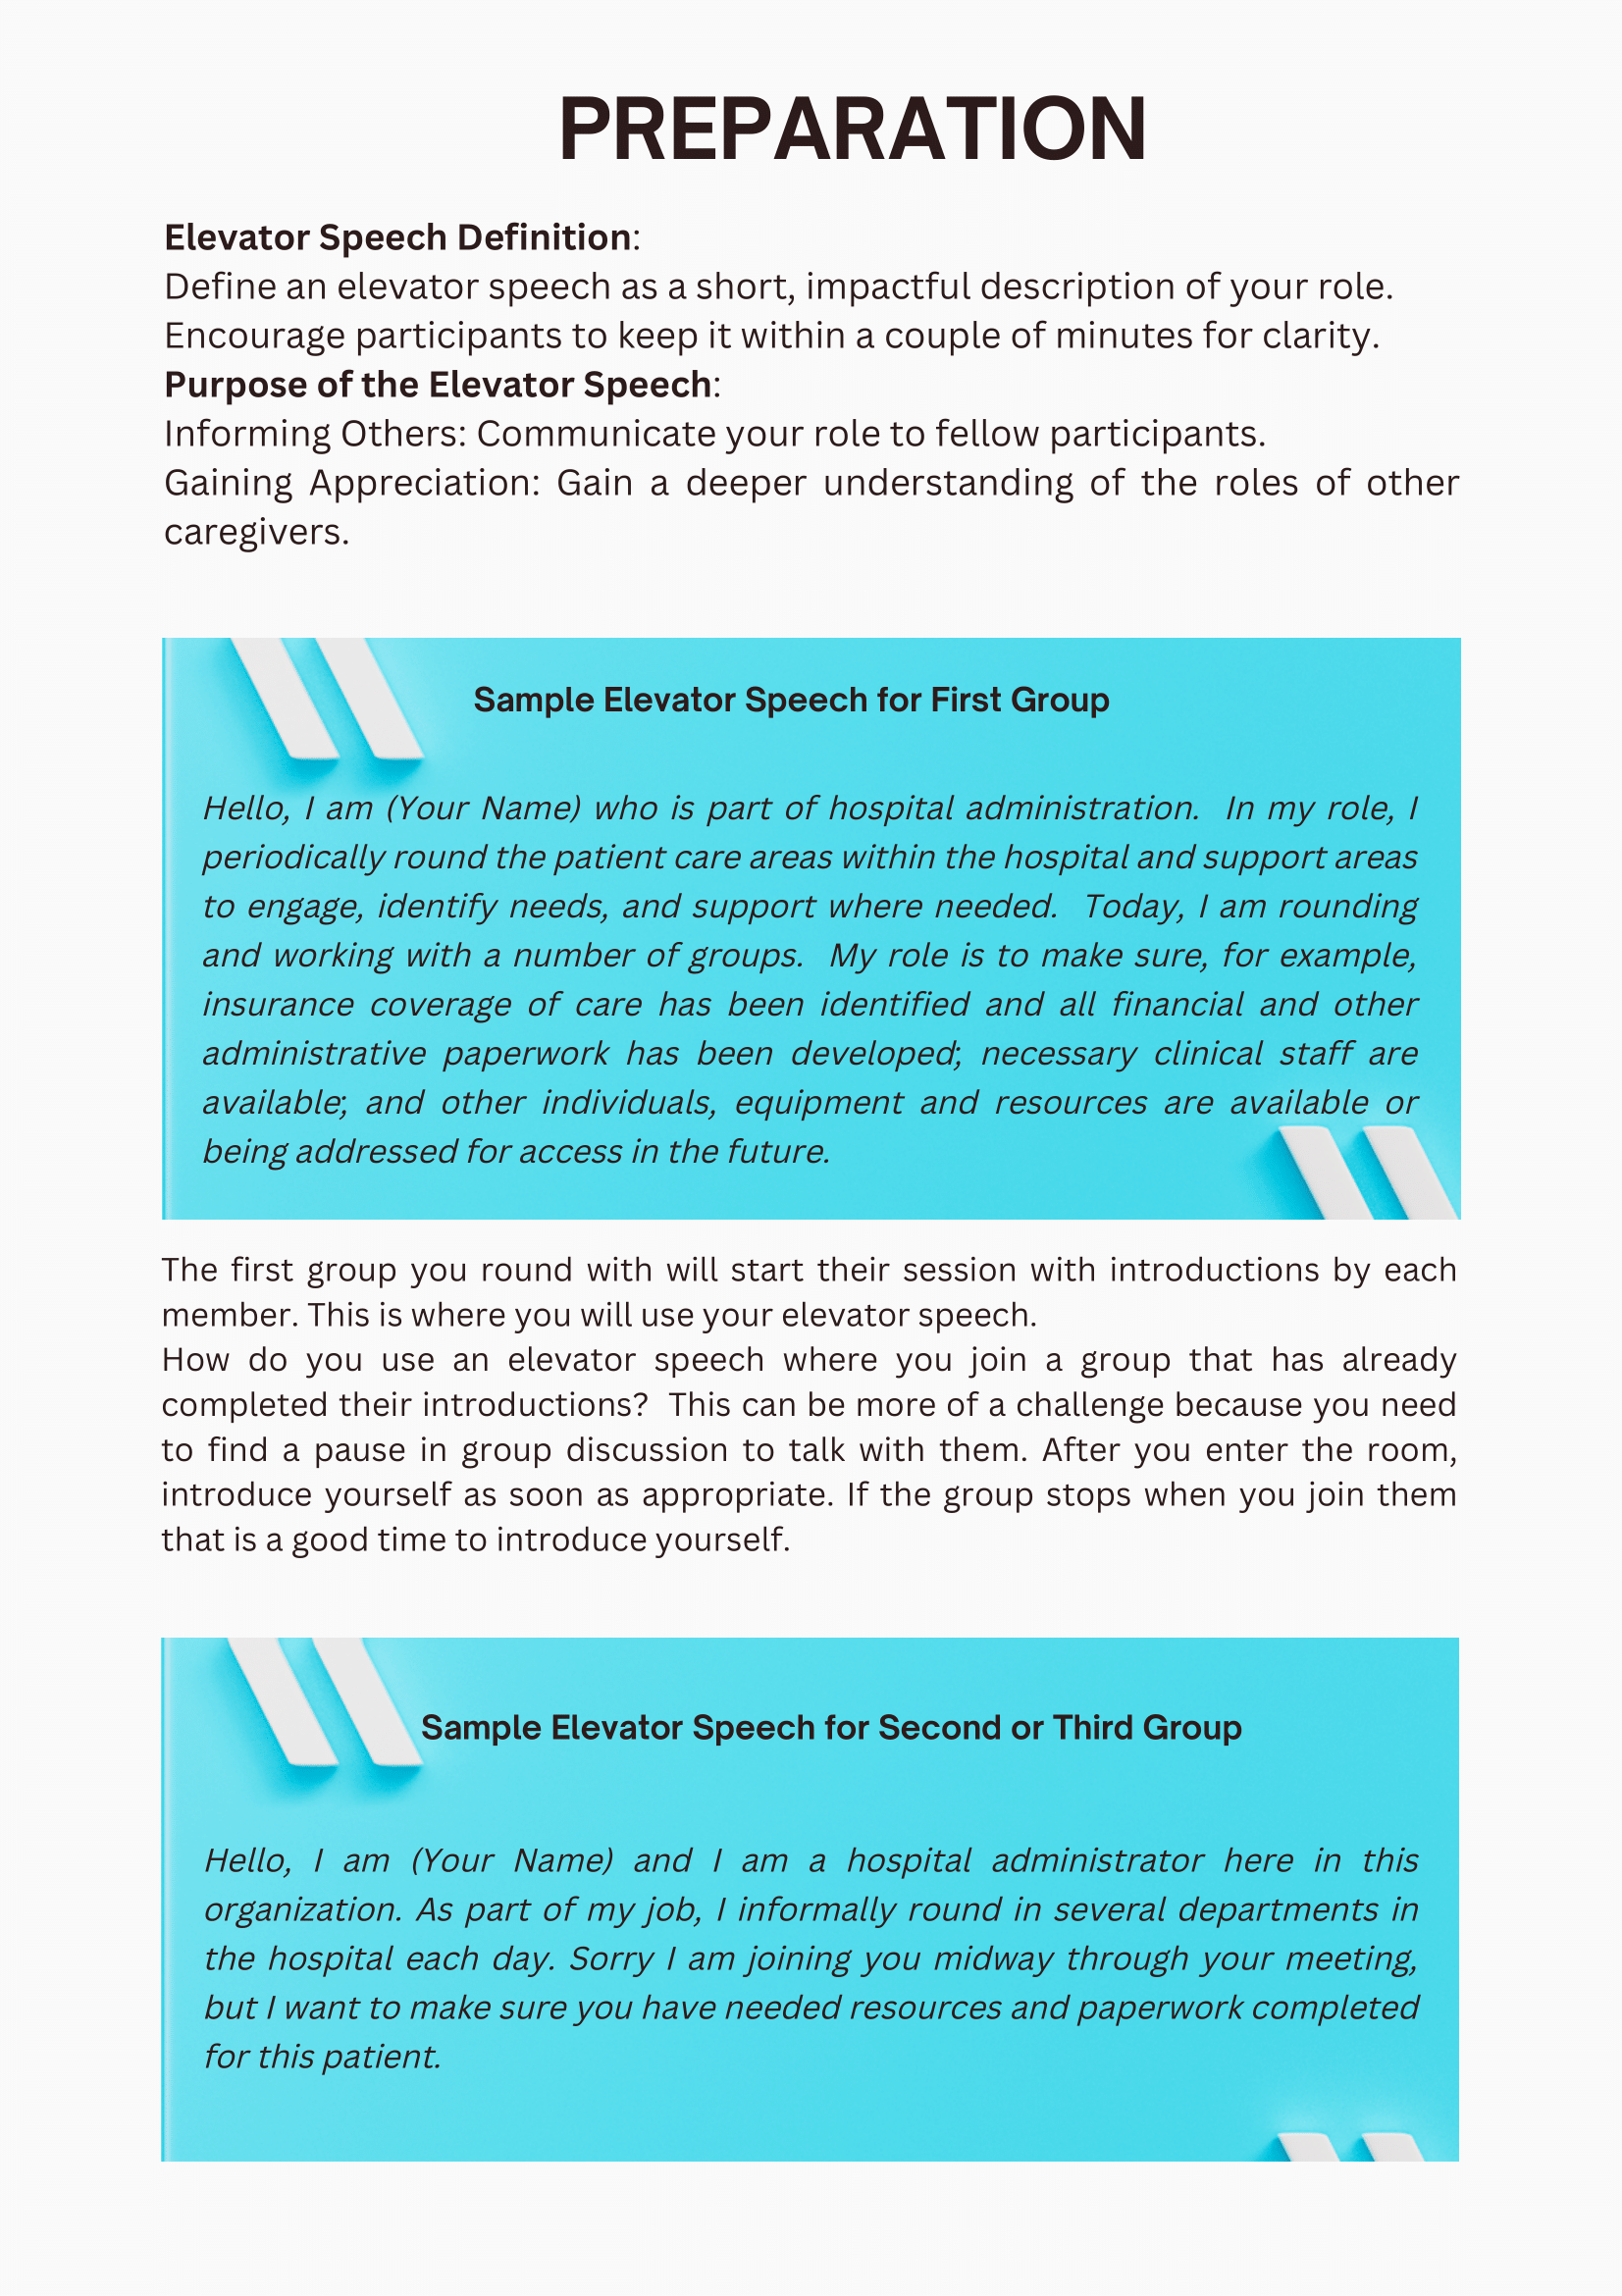 PREPARATION
Elevator Speech Definition:
Define an elevator speech as a short, impactful description of your role.
Encourage participants to keep it within a couple of minutes for clarity.
Purpose of the Elevator Speech:
Informing Others: Communicate your role to fellow participants.
Gaining Appreciation: Gain a deeper understanding of the roles of other
caregivers.
Sample Elevator Speech for First Group
Hello, I am (Your Name) who is part of hospital administration.  In my role, I
periodically round the patient care areas within the hospital and support areas
to engage, identify needs, and support where needed.  Today, I am rounding
and working with a number of groups.  My role is to make sure, for example,
insurance coverage of care has been identified and all financial and other
administrative paperwork has been developed; necessary clinical staff are
available; and other individuals, equipment and resources are available or
being addressed for access in the future.
The first group you round with will start their session with introductions by each
member. This is where you will use your elevator speech.
How do you use an elevator speech where you join a group that has already
completed their introductions?  This can be more of a challenge because you need
to find a pause in group discussion to talk with them. After you enter the room,
introduce yourself as soon as appropriate. If the group stops when you join them
that is a good time to introduce yourself.
Sample Elevator Speech for Second or Third Group
Hello, I am (Your Name) and I am a hospital administrator here in this
organization. As part of my job, I informally round in several departments in
the hospital each day. Sorry I am joining you midway through your meeting,
but I want to make sure you have needed resources and paperwork completed
for this patient.